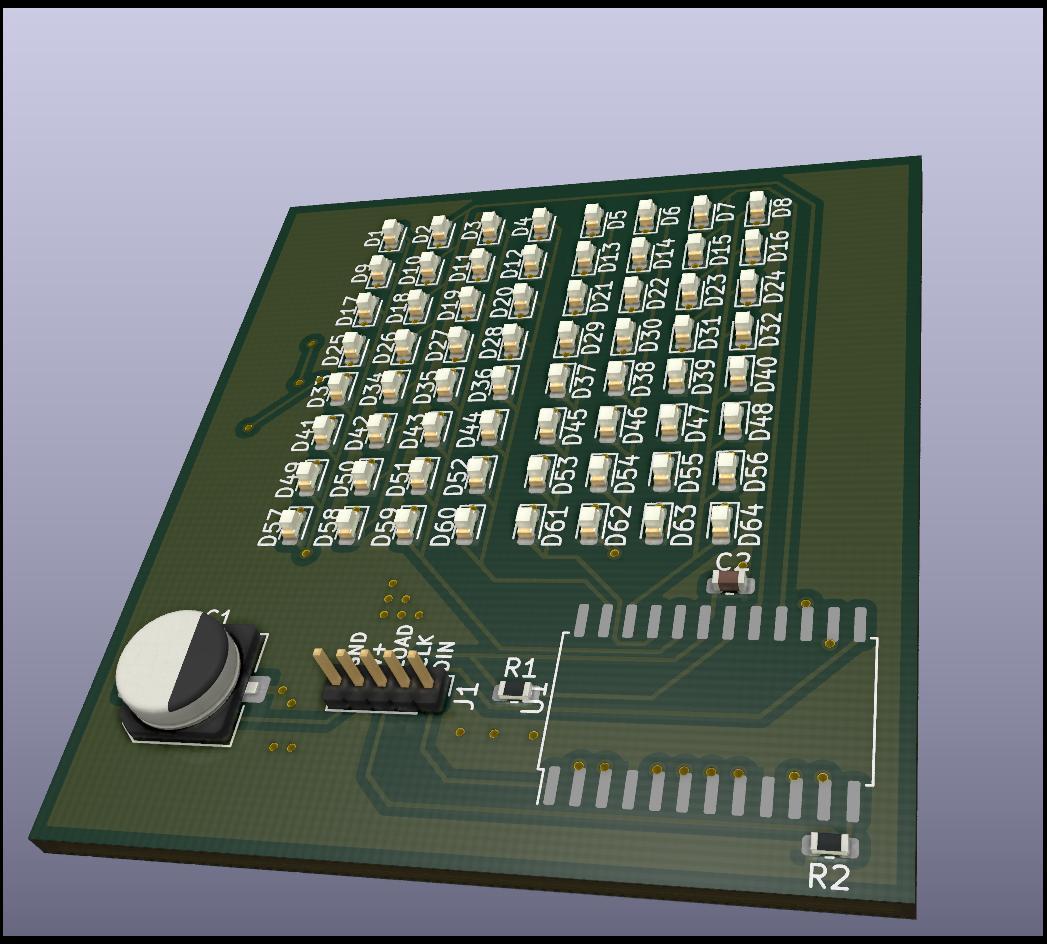 D1 D2 D3 D4 D5 D6 D7 D8
D9 D10 D11 D12 D13 D14 D15 D16
D17 D18 D19 D20 D21 D22 D23 D24
D25 D26 D27 D28 D29 D30 D31 D32
D33 D34 D35 D36 D37 D38 D39 D40
D41 D42 D43 D44 D45 D46 D47 D48
D49 D50 D51 D52 D53 D54 D55 D56
D57 D58 D59 D60 D61 D62 D63 D64
DIN
J1
R1
U1
R2